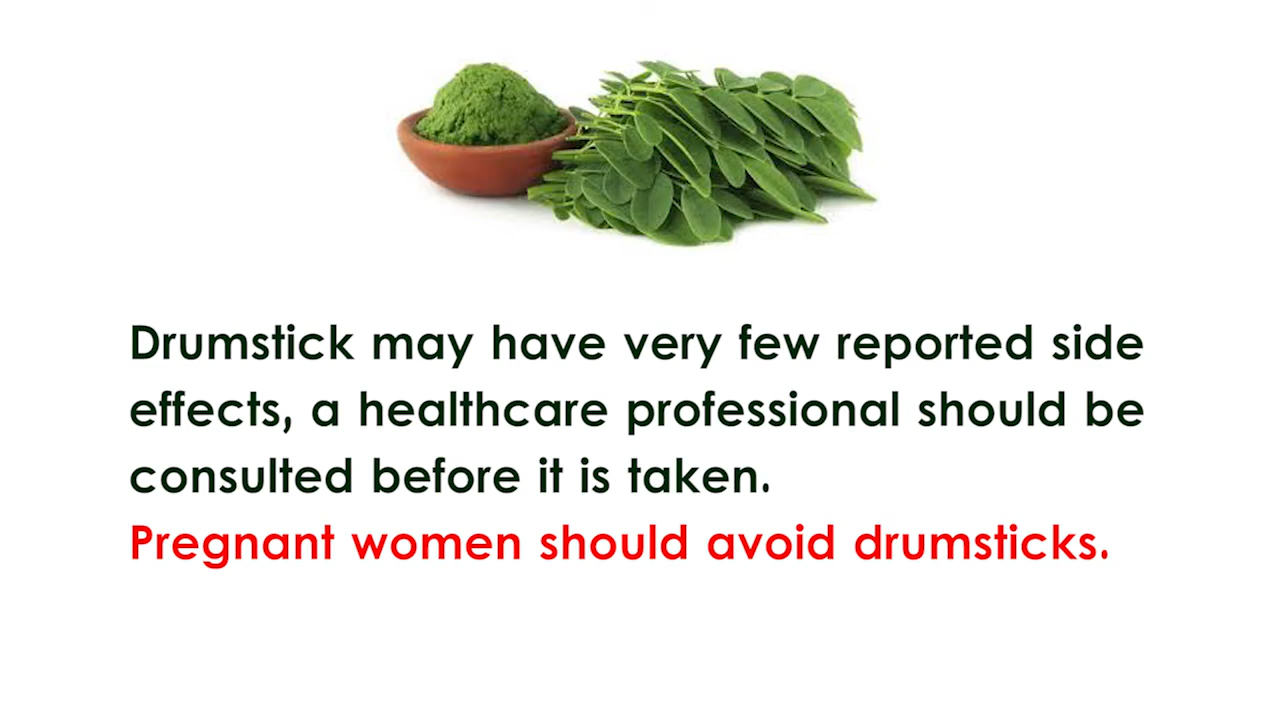 Drumstick may have very few reported side
effects, a healthcare professional should be
consulted before it is taken.
Pregnant women should avoid drumsticks.